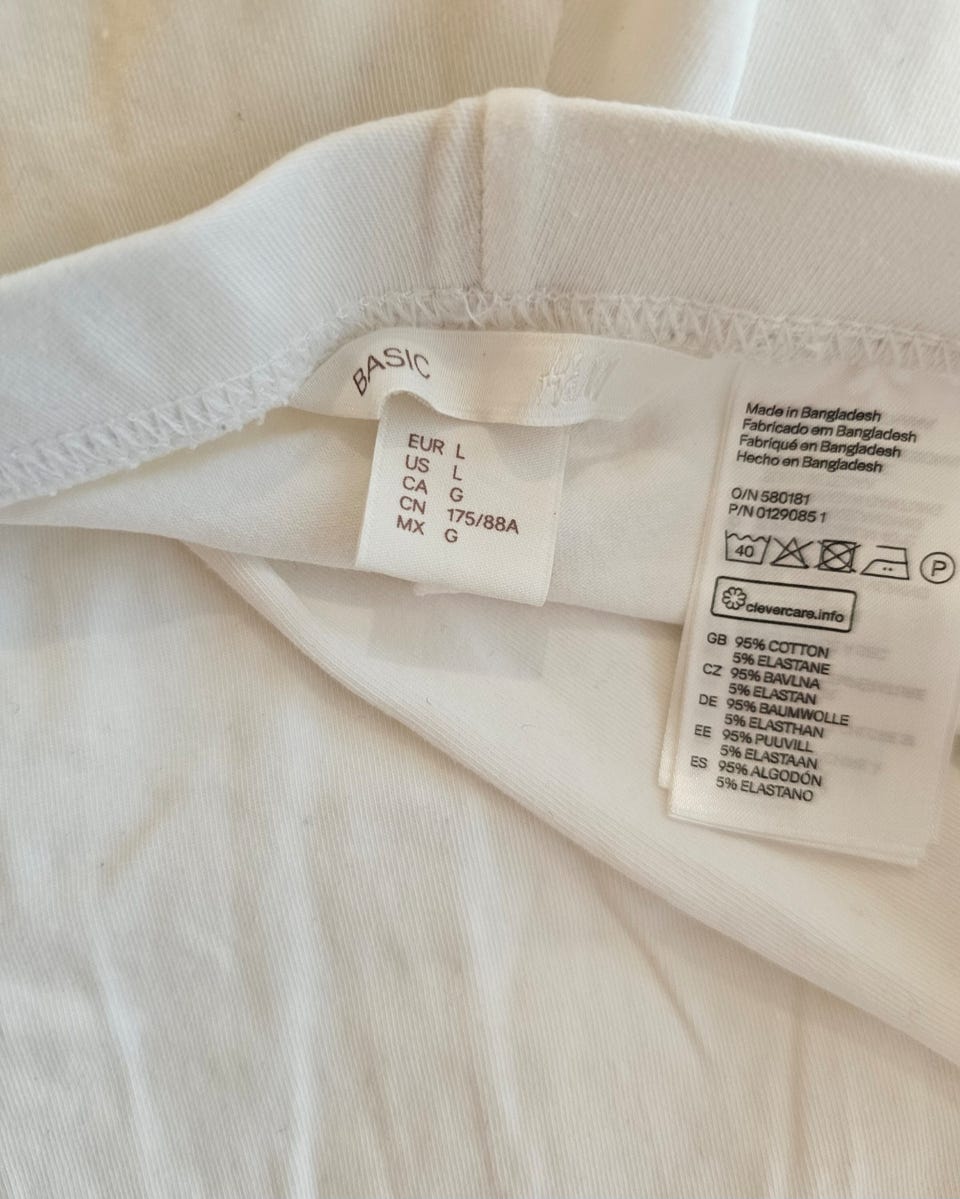 BASIC
EUR L
US L
CA G
CN 175/88A
MX G
Made in Bangladesh
Fabricado em Bangladesh
Fabriqué en Bangladesh
Hecho en Bangladesh
O/N 580181
P/N 0129085 1
40
P
clevercare.info
GB 95% COTTON
5% ELASTANE
CZ 95% BAVLNA
5% ELASTAN
DE 95% BAUMWOLLE
5% ELASTHAN
EE 95% PUUVILL
5% ELASTAAN
ES 95% ALGODÓN
5% ELASTANO